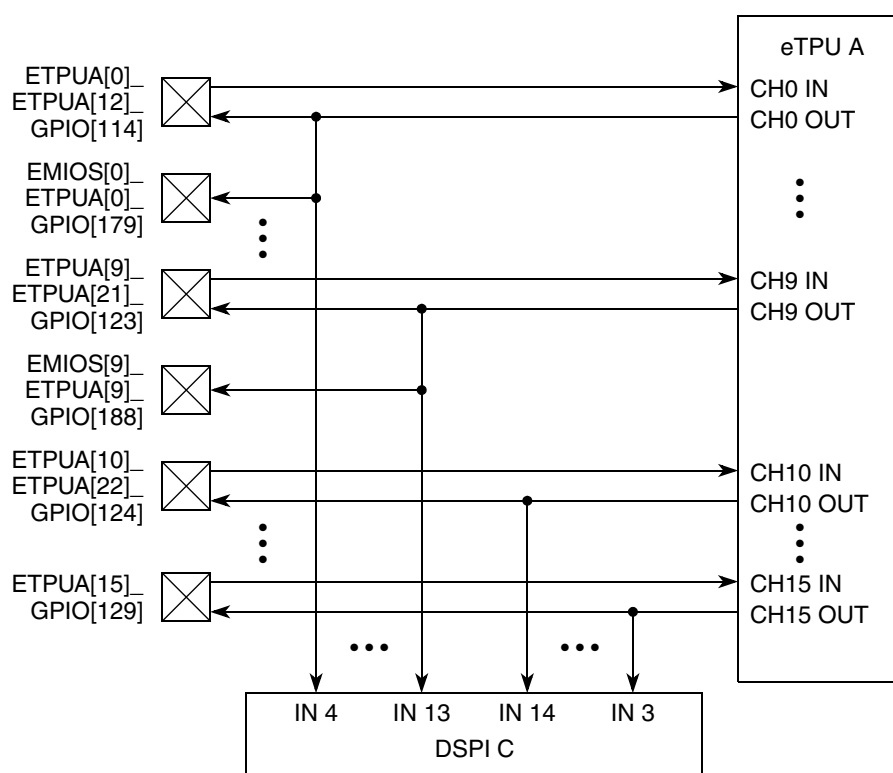 eTPU A
ETPUA[0]_
ETPUA[12]_
GPIO[114]
CH0 IN
CH0 OUT
EMIOS[0]_
ETPUA[0]_
GPIO[179]
ETPUA[9]_
ETPUA[21]_
GPIO[123]
CH9 IN
CH9 OUT
EMIOS[9]_
ETPUA[9]_
GPIO[188]
ETPUA[10]_
ETPUA[22]_
GPIO[124]
CH10 IN
CH10 OUT
ETPUA[15]_
GPIO[129]
CH15 IN
CH15 OUT
IN 4 IN 13 IN 14 IN 3
DSPI C